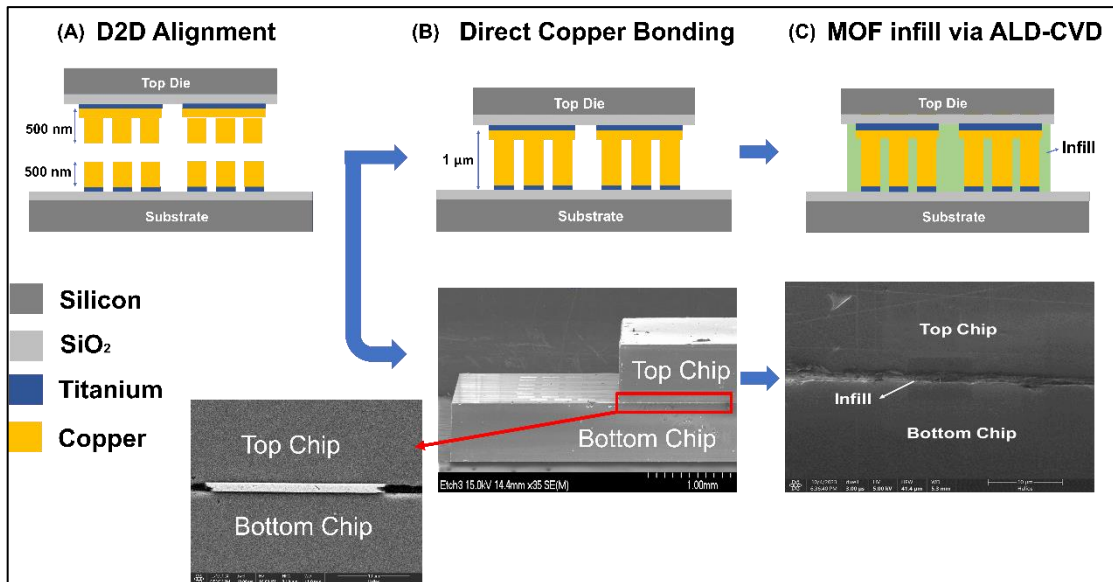 (A) D2D Alignment
(B) Direct Copper Bonding
(C) MOF infill via ALD-CVD
Top Die
500 nm
500 nm
Substrate
Top Die
1 µm
Substrate
Top Die
Infill
Substrate
Silicon
SiO₂
Titanium
Copper
Top Chip
Bottom Chip
Etch3 15.0kV 14.4mm x35 SE(M)
1.00mm
Top Chip
Bottom Chip
Top Chip
Infill
Bottom Chip